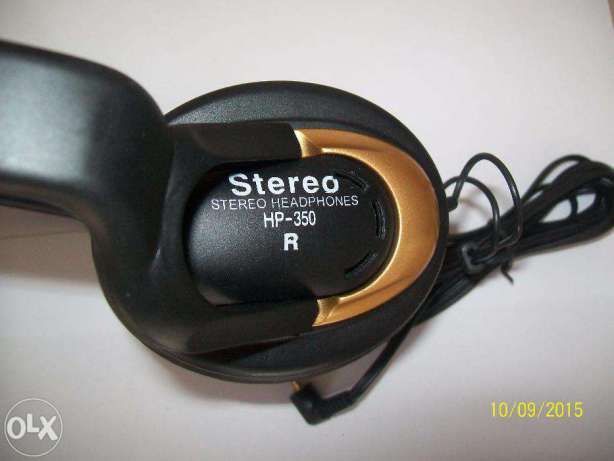 Stereo
STEREO HEADPHONES
HP-350
R
10/09/2015
OLX